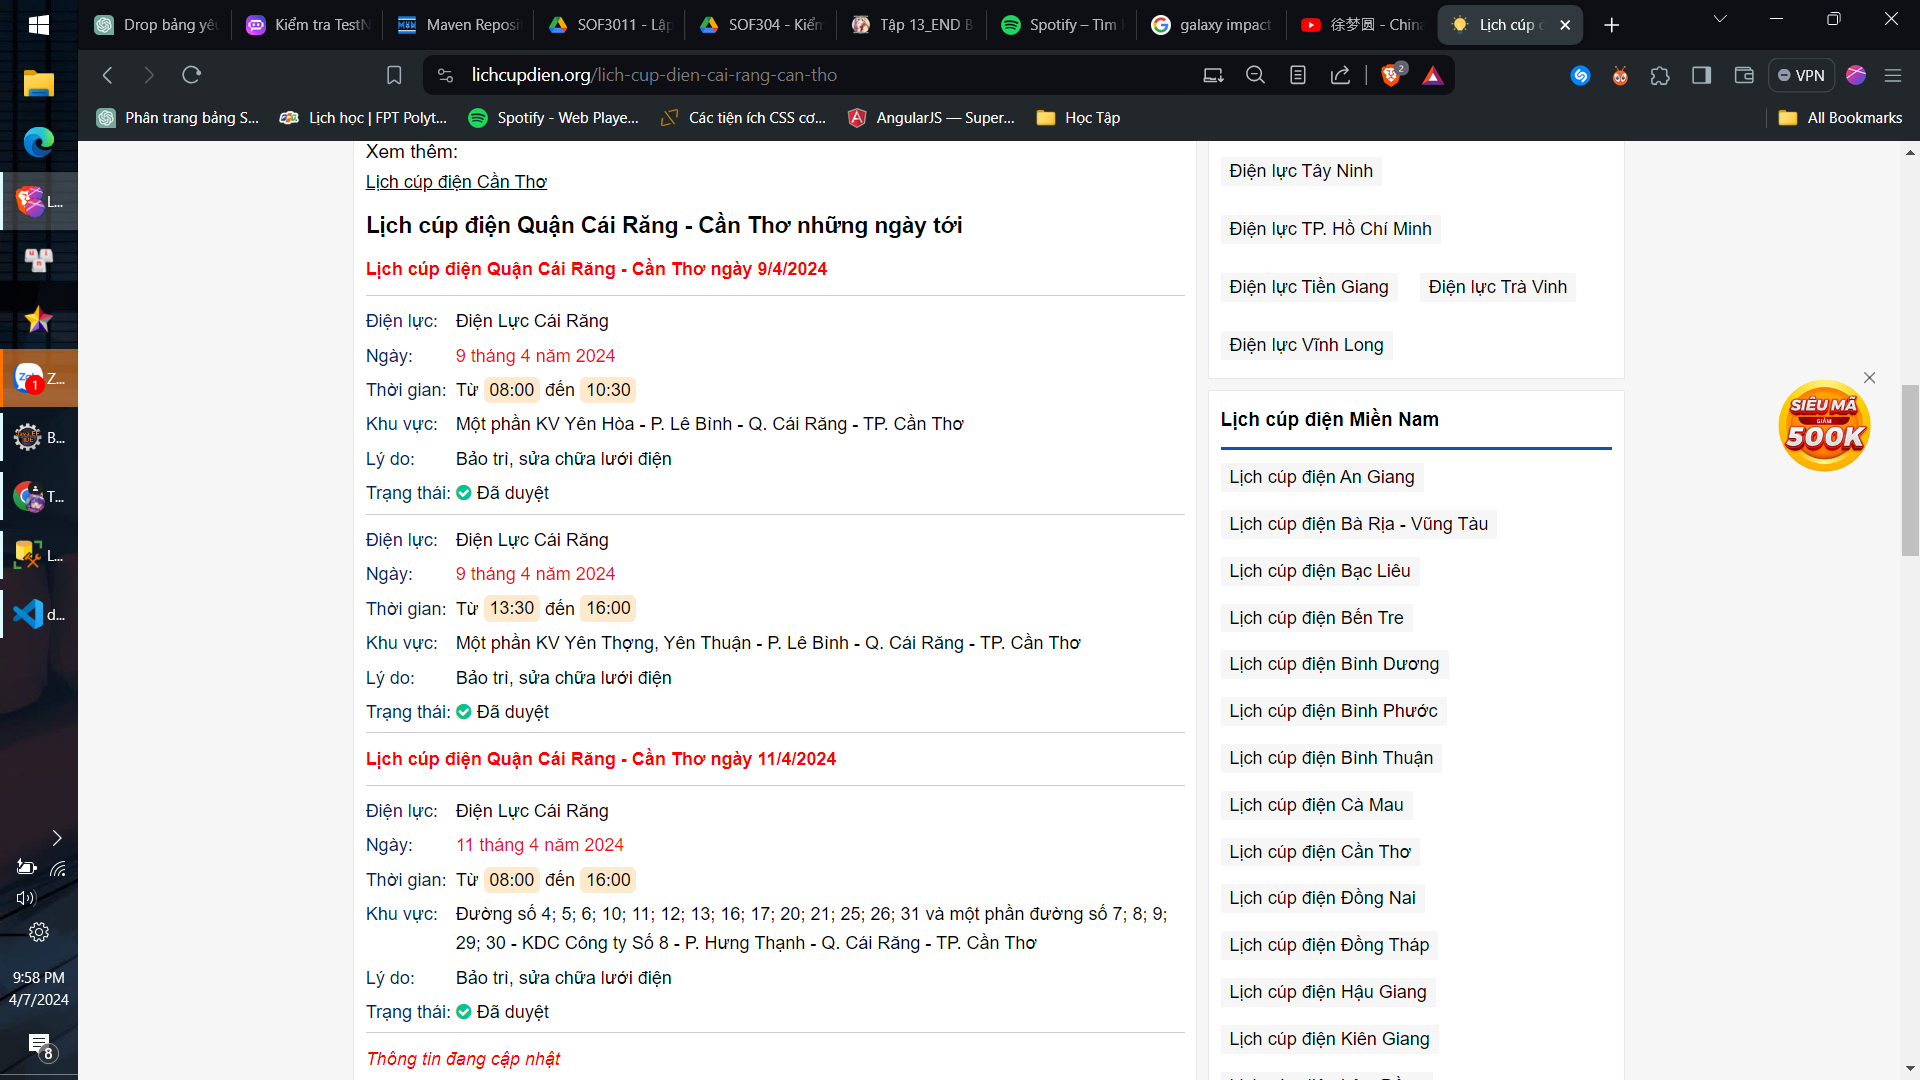 Drop bảng yêu
Kiểm tra TestN
Maven Reposi
SOF3011 - Lập
SOF304 - Kiểm
Tập 13_END B
Spotify – Tìm
galaxy impact
徐梦圆 - China
Lịch cúp đ
lichcupdien.org/lich-cup-dien-cai-rang-can-tho
2
VPN
Phân trang bảng S...
Lịch học | FPT Polyt...
Spotify - Web Playe...
Các tiện ích CSS cơ...
AngularJS — Super...
Học Tập
All Bookmarks
L...
Z...
1
B...
T...
L...
d...
9:58 PM
4/7/2024
8
Xem thêm:
Lịch cúp điện Cần Thơ
Lịch cúp điện Quận Cái Răng - Cần Thơ những ngày tới
Lịch cúp điện Quận Cái Răng - Cần Thơ ngày 9/4/2024
Điện lực: Điện Lực Cái Răng
Ngày: 9 tháng 4 năm 2024
Thời gian: Từ 08:00 đến 10:30
Khu vực: Một phần KV Yên Hòa - P. Lê Bình - Q. Cái Răng - TP. Cần Thơ
Lý do: Bảo trì, sửa chữa lưới điện
Trạng thái: Đã duyệt
Điện lực: Điện Lực Cái Răng
Ngày: 9 tháng 4 năm 2024
Thời gian: Từ 13:30 đến 16:00
Khu vực: Một phần KV Yên Thợng, Yên Thuận - P. Lê Bình - Q. Cái Răng - TP. Cần Thơ
Lý do: Bảo trì, sửa chữa lưới điện
Trạng thái: Đã duyệt
Lịch cúp điện Quận Cái Răng - Cần Thơ ngày 11/4/2024
Điện lực: Điện Lực Cái Răng
Ngày: 11 tháng 4 năm 2024
Thời gian: Từ 08:00 đến 16:00
Khu vực: Đường số 4; 5; 6; 10; 11; 12; 13; 16; 17; 20; 21; 25; 26; 31 và một phần đường số 7; 8; 9;
29; 30 - KDC Công ty Số 8 - P. Hưng Thạnh - Q. Cái Răng - TP. Cần Thơ
Lý do: Bảo trì, sửa chữa lưới điện
Trạng thái: Đã duyệt
Thông tin đang cập nhật
Điện lực Tây Ninh
Điện lực TP. Hồ Chí Minh
Điện lực Tiền Giang
Điện lực Trà Vinh
Điện lực Vĩnh Long
Lịch cúp điện Miền Nam
Lịch cúp điện An Giang
Lịch cúp điện Bà Rịa - Vũng Tàu
Lịch cúp điện Bạc Liêu
Lịch cúp điện Bến Tre
Lịch cúp điện Bình Dương
Lịch cúp điện Bình Phước
Lịch cúp điện Bình Thuận
Lịch cúp điện Cà Mau
Lịch cúp điện Cần Thơ
Lịch cúp điện Đồng Nai
Lịch cúp điện Đồng Tháp
Lịch cúp điện Hậu Giang
Lịch cúp điện Kiên Giang
SIÊU MÃ
GIẢM
500K